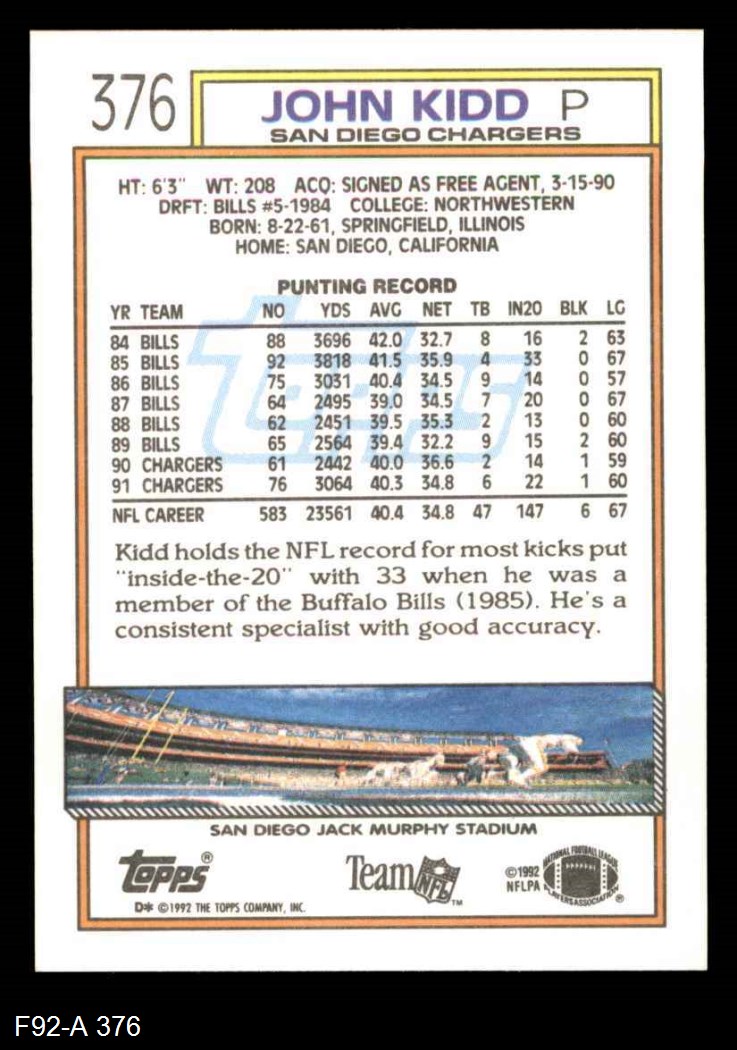 376
JOHN KIDD P
SAN DIEGO CHARGERS
HT: 6'3" WT: 208 ACQ: SIGNED AS FREE AGENT, 3-15-90
DRFT: BILLS #5-1984 COLLEGE: NORTHWESTERN
BORN: 8-22-61, SPRINGFIELD, ILLINOIS
HOME: SAN DIEGO, CALIFORNIA
PUNTING RECORD
YR TEAM NO YDS AVG NET TB IN20 BLK LG
84 BILLS 88 3696 42.0 32.7 8 16 2 63
85 BILLS 92 3818 41.5 35.9 4 33 0 67
86 BILLS 75 3031 40.4 34.5 9 14 0 57
87 BILLS 64 2495 39.0 34.5 7 20 0 67
88 BILLS 62 2451 39.5 35.3 2 13 0 60
89 BILLS 65 2564 39.4 32.2 9 15 2 60
90 CHARGERS 61 2442 40.0 36.6 2 14 1 59
91 CHARGERS 76 3064 40.3 34.8 6 22 1 60
NFL CAREER 583 23561 40.4 34.8 47 147 6 67
Topps
Kidd holds the NFL record for most kicks put
"inside-the-20" with 33 when he was a
member of the Buffalo Bills (1985). He's a
consistent specialist with good accuracy.
SAN DIEGO JACK MURPHY STADIUM
Topps®
Team NFL™
©1992
NFLPA
NATIONAL FOOTBALL LEAGUE
PLAYERS ASSOCIATION®
D* ©1992 THE TOPPS COMPANY, INC.
F92-A 376